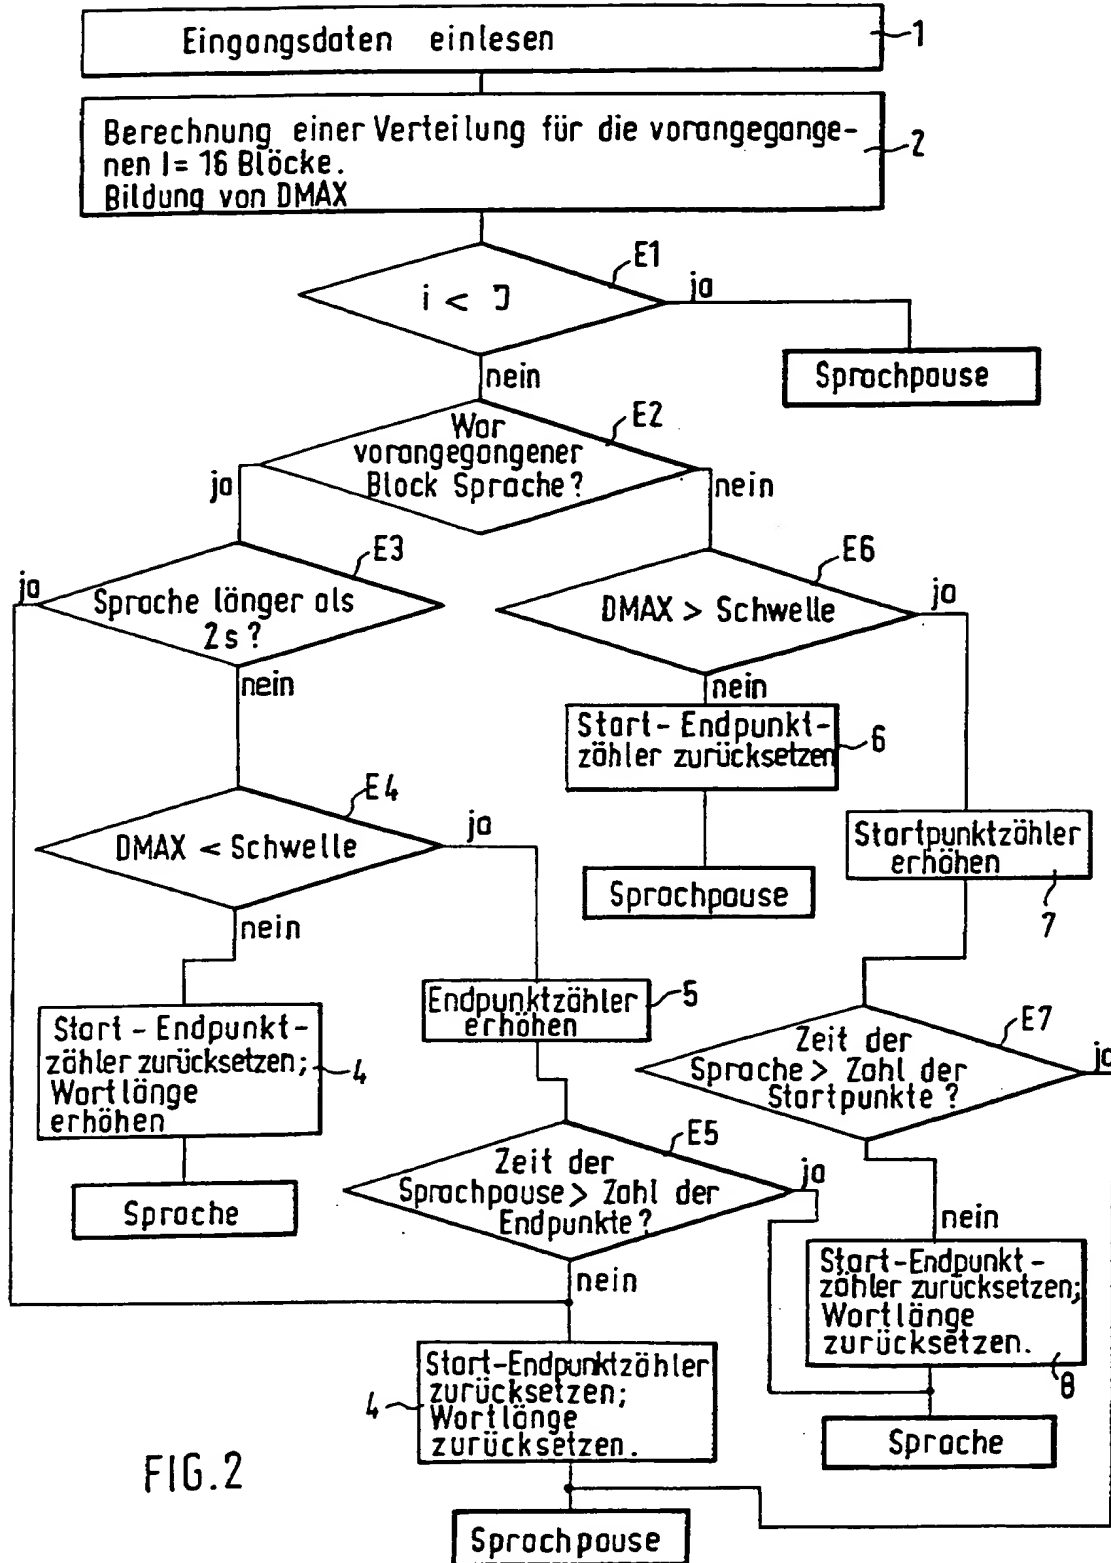 Eingangsdaten einlesen
1
Berechnung einer Verteilung für die vorangegange-
nen I = 16 Blöcke.
Bildung von DMAX
2
E1
i < J
ja
Sprachpause
nein
E2
War
vorangegangener
Block Sprache?
ja
nein
E3
ja
Sprache länger als
2s?
nein
E6
DMAX > Schwelle
ja
nein
Start-Endpunkt-
zähler zurücksetzen
6
Sprachpause
E4
DMAX < Schwelle
ja
nein
Startpunktzähler
erhöhen
7
Start-Endpunkt-
zähler zurücksetzen;
Wortlänge
erhöhen
4
Sprache
Endpunktzähler
erhöhen
5
E7
Zeit der
Sprache > Zahl der
Startpunkte?
ja
nein
E5
Zeit der
Sprachpause > Zahl der
Endpunkte?
ja
nein
Start-Endpunkt-
zähler zurücksetzen;
Wortlänge
zurücksetzen.
8
Sprache
Start-Endpunktzähler
zurücksetzen;
Wortlänge
zurücksetzen.
4
Sprachpause
FIG.2